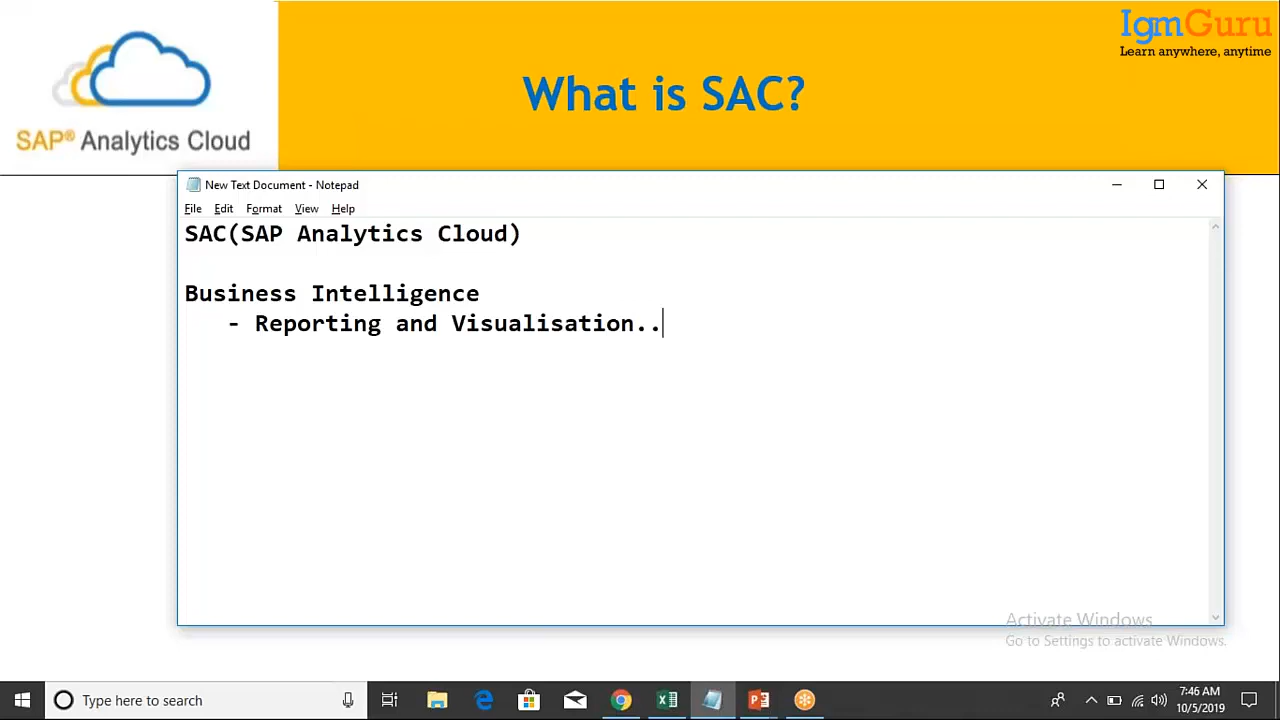 IgmGuru
Learn anywhere, anytime
What is SAC?
SAP® Analytics Cloud
New Text Document - Notepad
File Edit Format View Help
SAC(SAP Analytics Cloud)
Business Intelligence
- Reporting and Visualisation..
Activate Windows
Go to Settings to activate Windows.
Type here to search
7:46 AM
10/5/2019